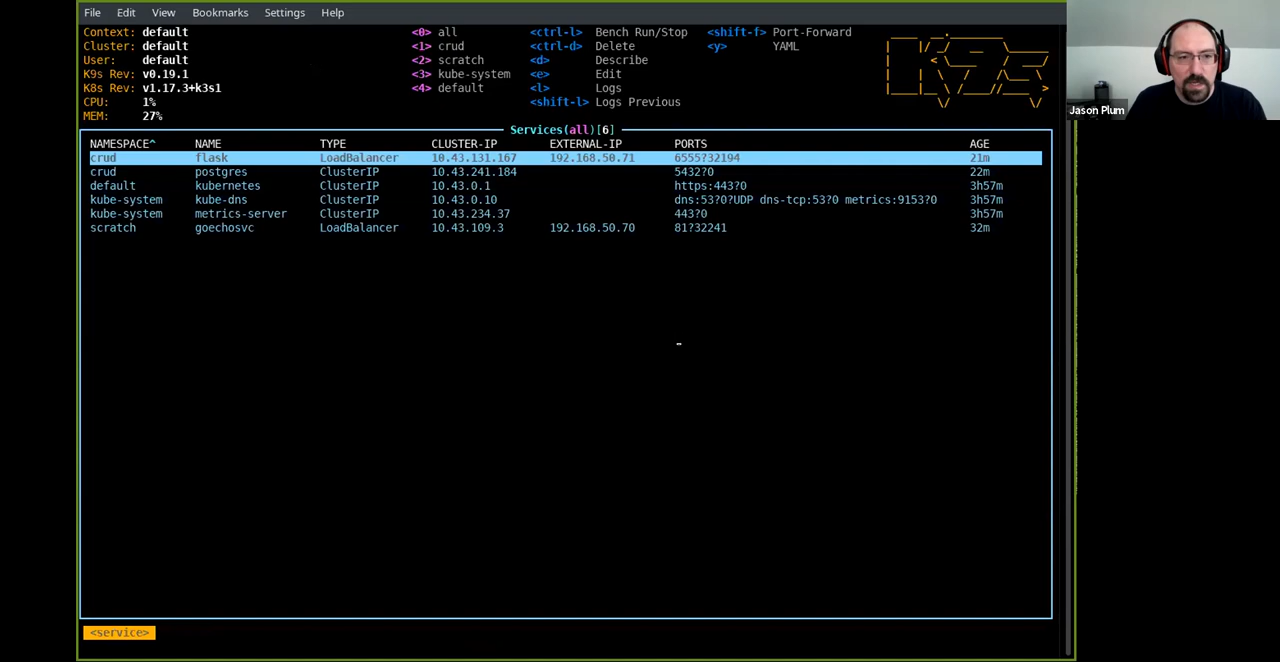 File Edit View Bookmarks Settings Help
Context: default <0> all <ctrl-l> Bench Run/Stop <shift-f> Port-Forward
Cluster: default <1> crud <ctrl-d> Delete <y> YAML
User: default <2> scratch <d> Describe
K9s Rev: v0.19.1 <3> kube-system <e> Edit
K8s Rev: v1.17.3+k3s1 <4> default <l> Logs
CPU: 1% <shift-l> Logs Previous
MEM: 27%
Jason Plum
Services(all)[6]
NAMESPACE^ NAME TYPE CLUSTER-IP EXTERNAL-IP PORTS AGE
crud flask LoadBalancer 10.43.131.167 192.168.50.71 6555?32194 21m
crud postgres ClusterIP 10.43.241.184 5432?0 22m
default kubernetes ClusterIP 10.43.0.1 https:443?0 3h57m
kube-system kube-dns ClusterIP 10.43.0.10 dns:53?0?UDP dns-tcp:53?0 metrics:9153?0 3h57m
kube-system metrics-server ClusterIP 10.43.234.37 443?0 3h57m
scratch goechosvc LoadBalancer 10.43.109.3 192.168.50.70 81?32241 32m
<service>